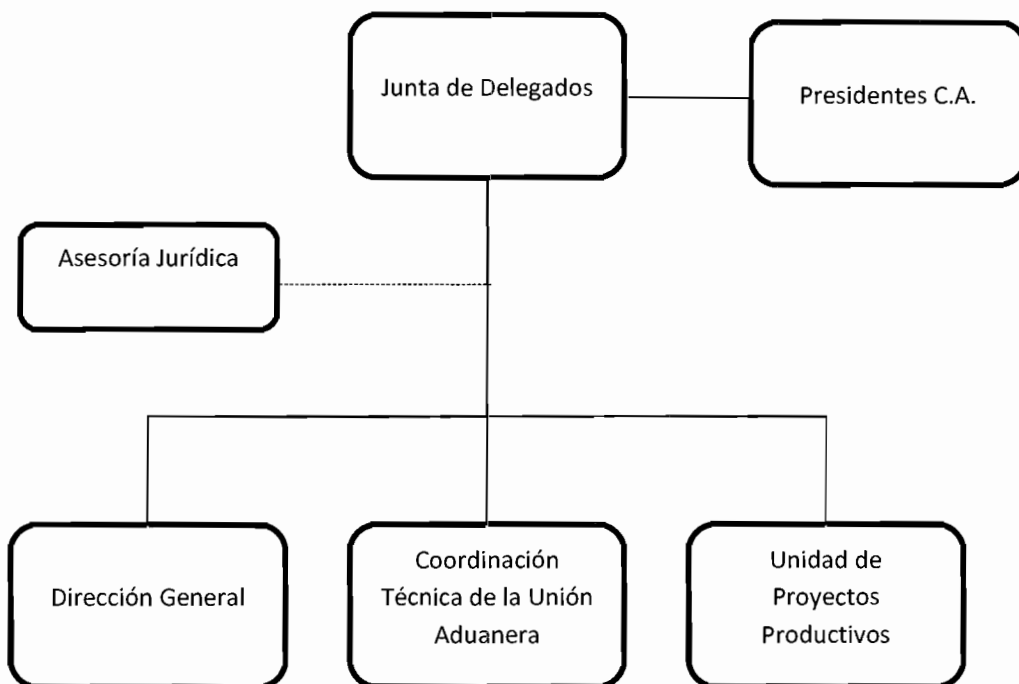 Junta de Delegados
Presidentes C.A.
Asesoría Jurídica
Dirección General
Coordinación
Técnica de la Unión
Aduanera
Unidad de
Proyectos
Productivos